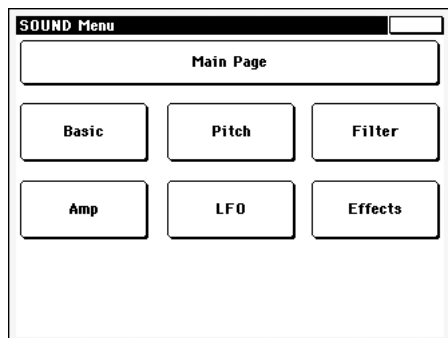 SOUND Menu
Main Page
Basic Pitch Filter
Amp LFO Effects